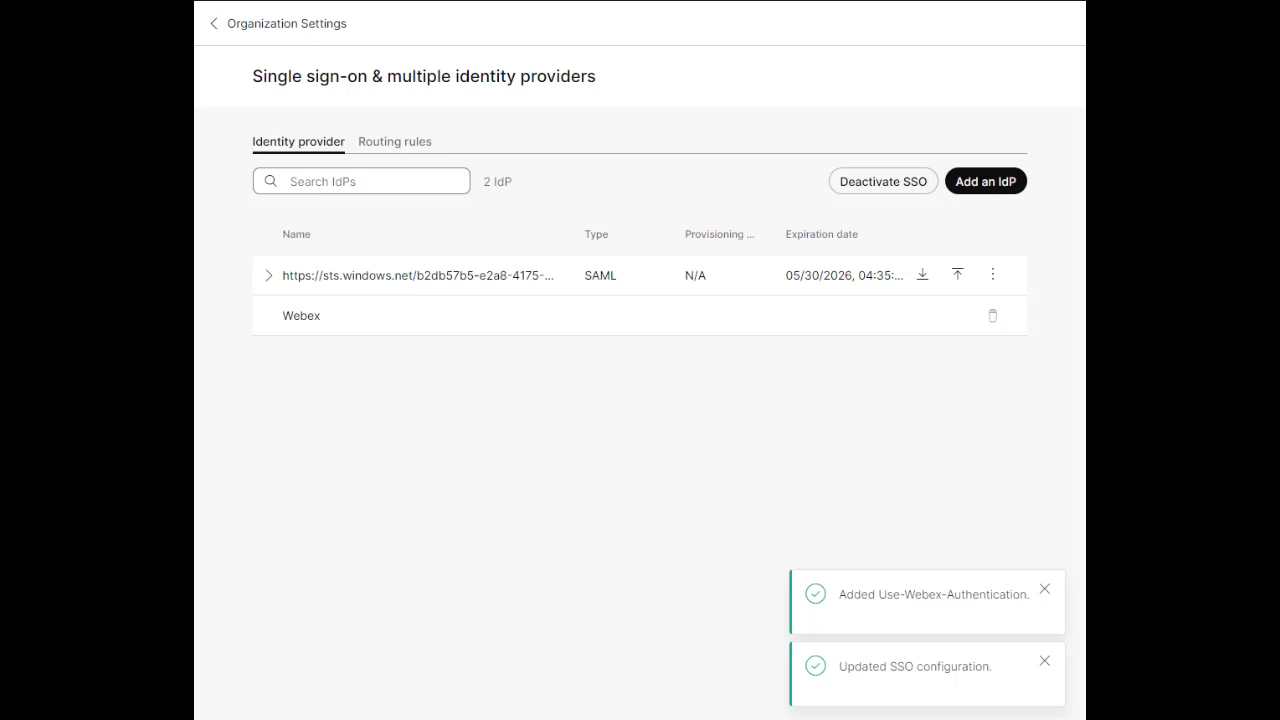 Organization Settings
Single sign-on & multiple identity providers
Identity provider Routing rules
Search IdPs 2 IdP Deactivate SSO Add an IdP
Name Type Provisioning ... Expiration date
https://sts.windows.net/b2db57b5-e2a8-4175-... SAML N/A 05/30/2026, 04:35:...
Webex
Added Use-Webex-Authentication.
Updated SSO configuration.